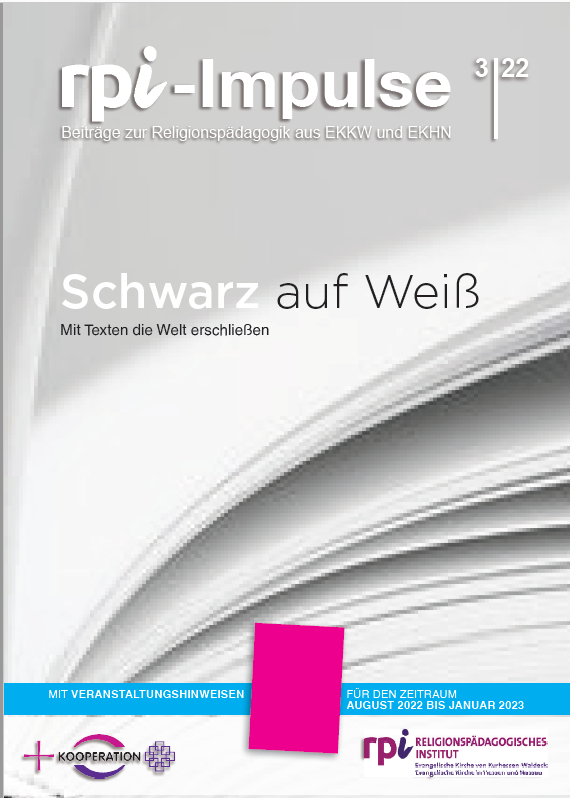 rpi-Impulse
3|22
Beiträge zur Religionspädagogik aus EKKW und EKHN
Schwarz auf Weiß
Mit Texten die Welt erschließen
MIT VERANSTALTUNGSHINWEISEN
FÜR DEN ZEITRAUM
AUGUST 2022 BIS JANUAR 2023
KOOPERATION
rpi RELIGIONSPÄDAGOGISCHES
INSTITUT
Evangelische Kirche von Kurhessen-Waldeck
Evangelische Kirche in Hessen und Nassau